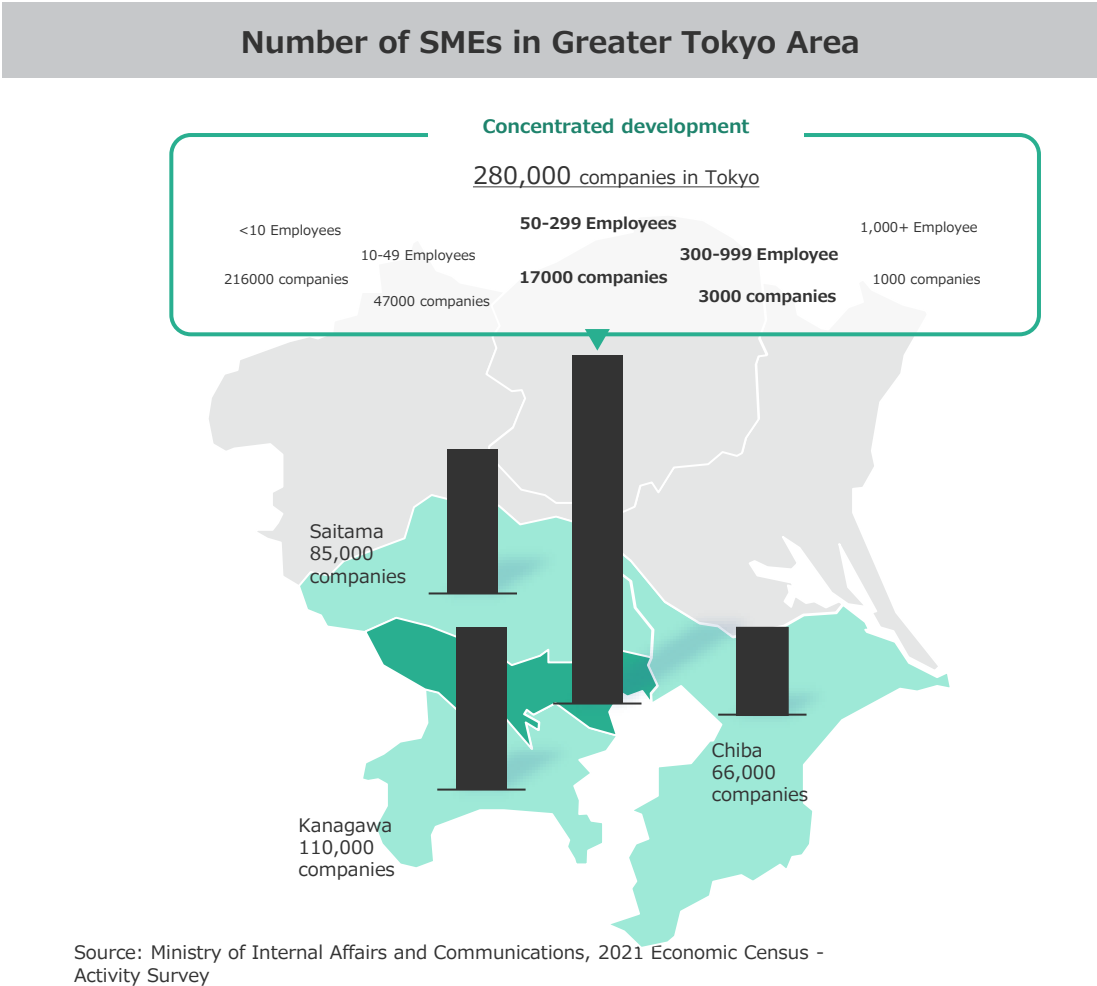 Number of SMEs in Greater Tokyo Area
Concentrated development
280,000 companies in Tokyo
<10 Employees
216000 companies
10-49 Employees
47000 companies
50-299 Employees
17000 companies
300-999 Employee
3000 companies
1,000+ Employee
1000 companies
Saitama
85,000
companies
Kanagawa
110,000
companies
Chiba
66,000
companies
Source: Ministry of Internal Affairs and Communications, 2021 Economic Census -
Activity Survey